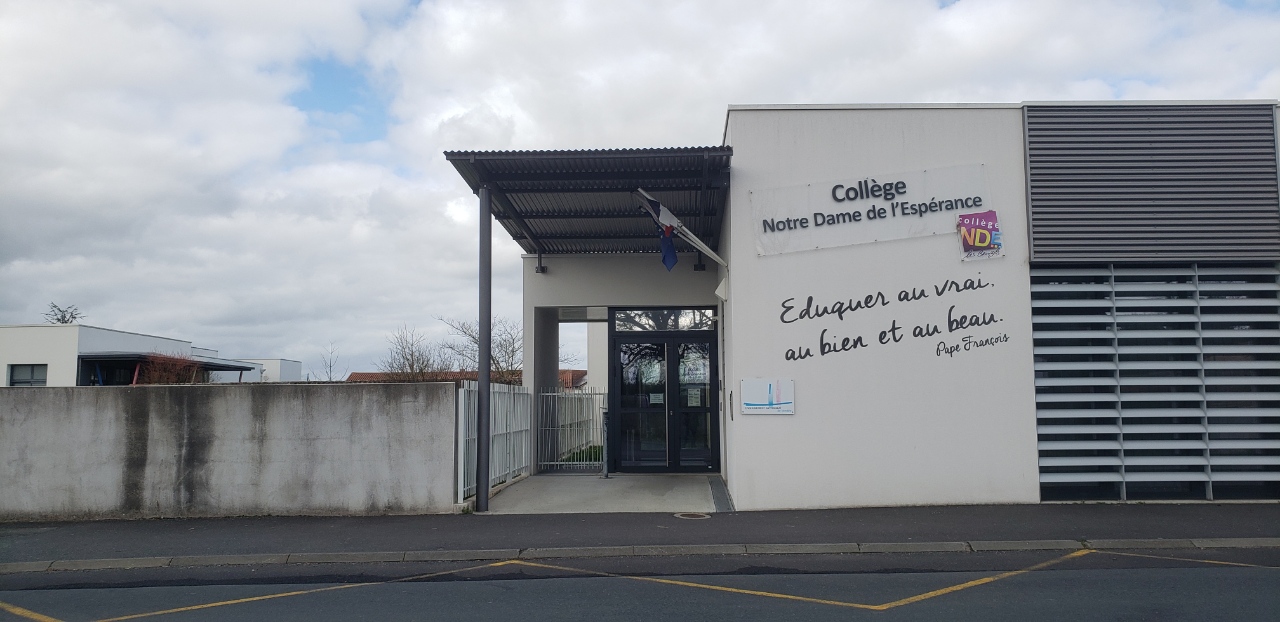 Collège
Notre Dame de l'Espérance
collège
NDE
Eduquer au vrai,
au bien et au beau.
Pape François